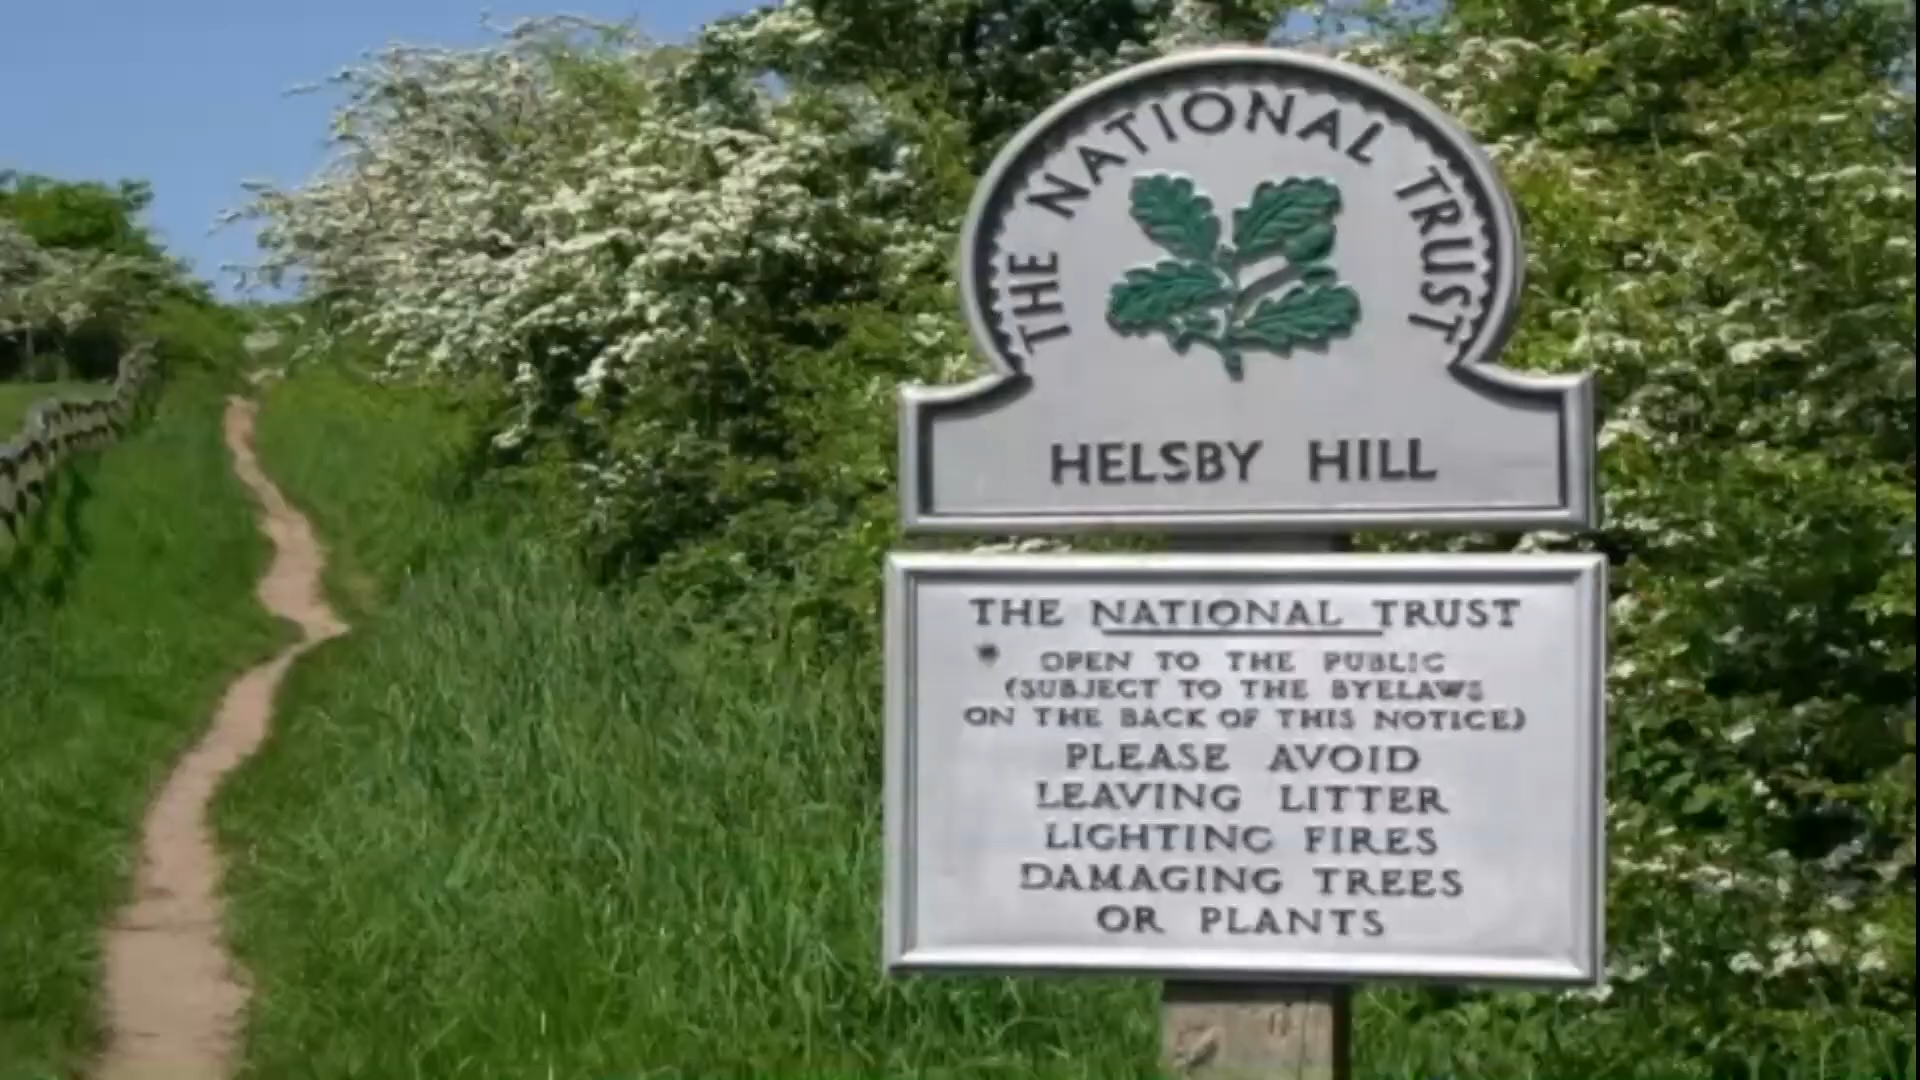 THE NATIONAL TRUST
HELSBY HILL
THE NATIONAL TRUST
OPEN TO THE PUBLIC
(SUBJECT TO THE BYELAWS
ON THE BACK OF THIS NOTICE)
PLEASE AVOID
LEAVING LITTER
LIGHTING FIRES
DAMAGING TREES
OR PLANTS